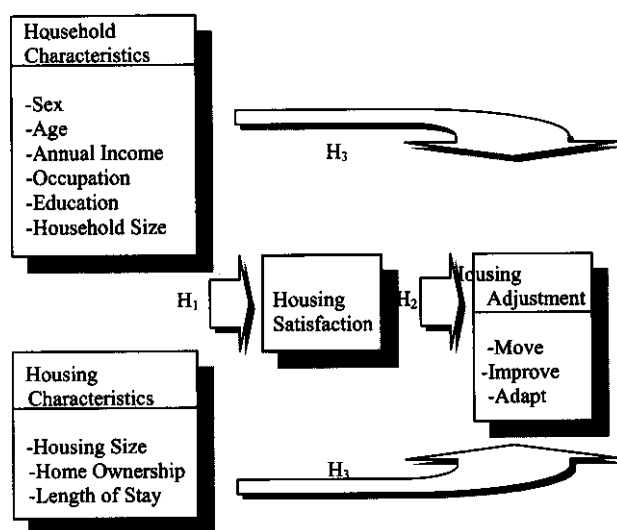 Household
Characteristics
-Sex
-Age
-Annual Income
-Occupation
-Education
-Household Size
H₃
H₁
Housing
Satisfaction
H₂
Housing
Adjustment
-Move
-Improve
-Adapt
Housing
Characteristics
-Housing Size
-Home Ownership
-Length of Stay
H₃